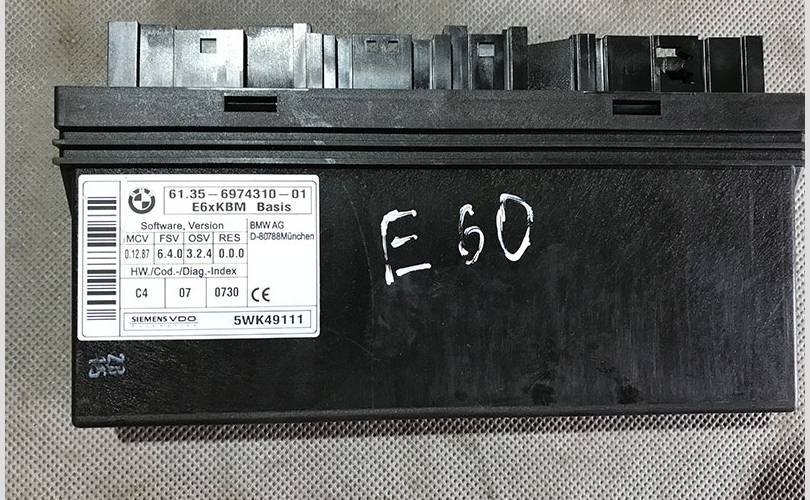 61.35-6974310-01
E6xKBM Basis
Software, Version
BMW AG
D-80788München
MCV FSV OSV RES
0.12.87 6.4.0 3.2.4 0.0.0
HW./Cod.-/Diag.-Index
C4 07 0730 CE
SIEMENS VDO
5WK49111
E60